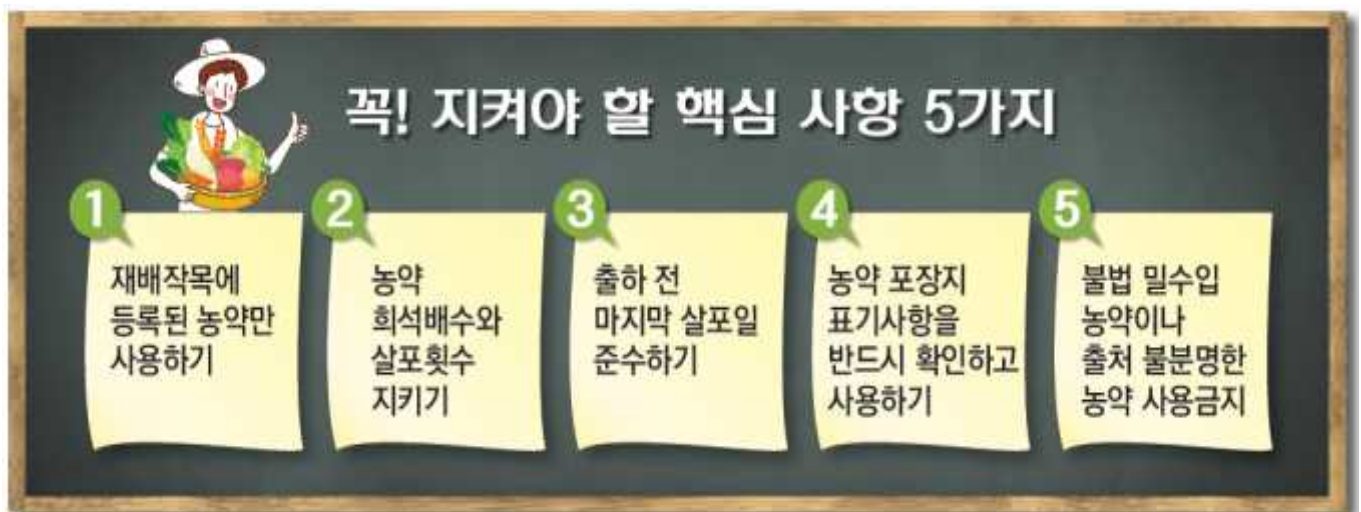 꼭! 지켜야 할 핵심 사항 5가지
1
재배작목에
등록된 농약만
사용하기
2
농약
희석배수와
살포횟수
지키기
3
출하 전
마지막 살포일
준수하기
4
농약 포장지
표기사항을
반드시 확인하고
사용하기
5
불법 밀수입
농약이나
출처 불분명한
농약 사용금지